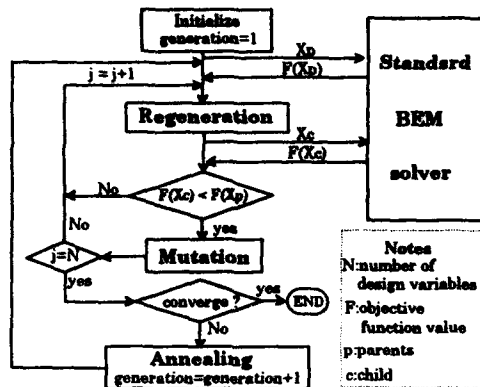 Initialize
generation=1
Xp
F(Xp)
Standsrd
BEM
solver
j = j+1
Regeneration
Xc
F(Xc)
No
F(Xc) < F(Xp)
yes
No
j=N
Mutation
yes
converge ?
yes
END
No
Annealing
generation=generation+1
Notes
N:number of
design variables
F:objective
function value
p:parents
c:child